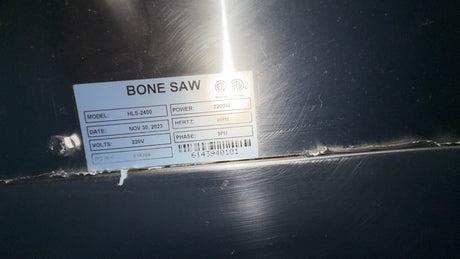 BONE SAW
MODEL: HLS-2400 POWER: 2200W
DATE: NOV 30, 2023 HERTZ: 60Hz
VOLTS: 220V PHASE: 3PH
6143940101